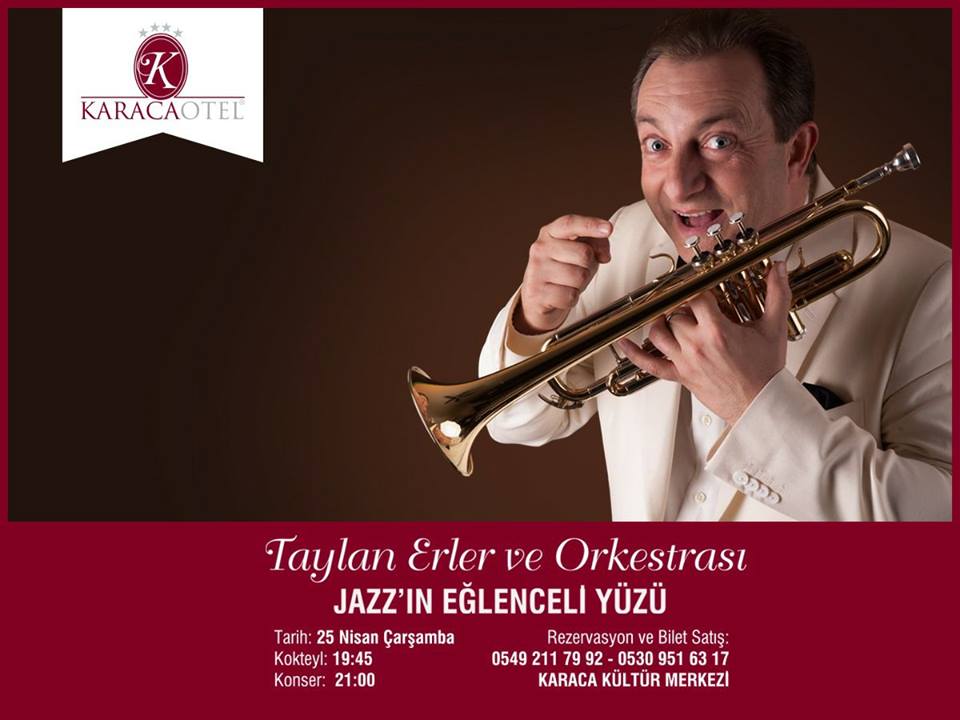 K
KARACAOTEL®
Taylan Erler ve Orkestrası
JAZZ’IN EĞLENCELİ YÜZÜ
Tarih: 25 Nisan Çarşamba
Kokteyl: 19:45
Konser: 21:00
Rezervasyon ve Bilet Satış:
0549 211 79 92 - 0530 951 63 17
KARACA KÜLTÜR MERKEZİ